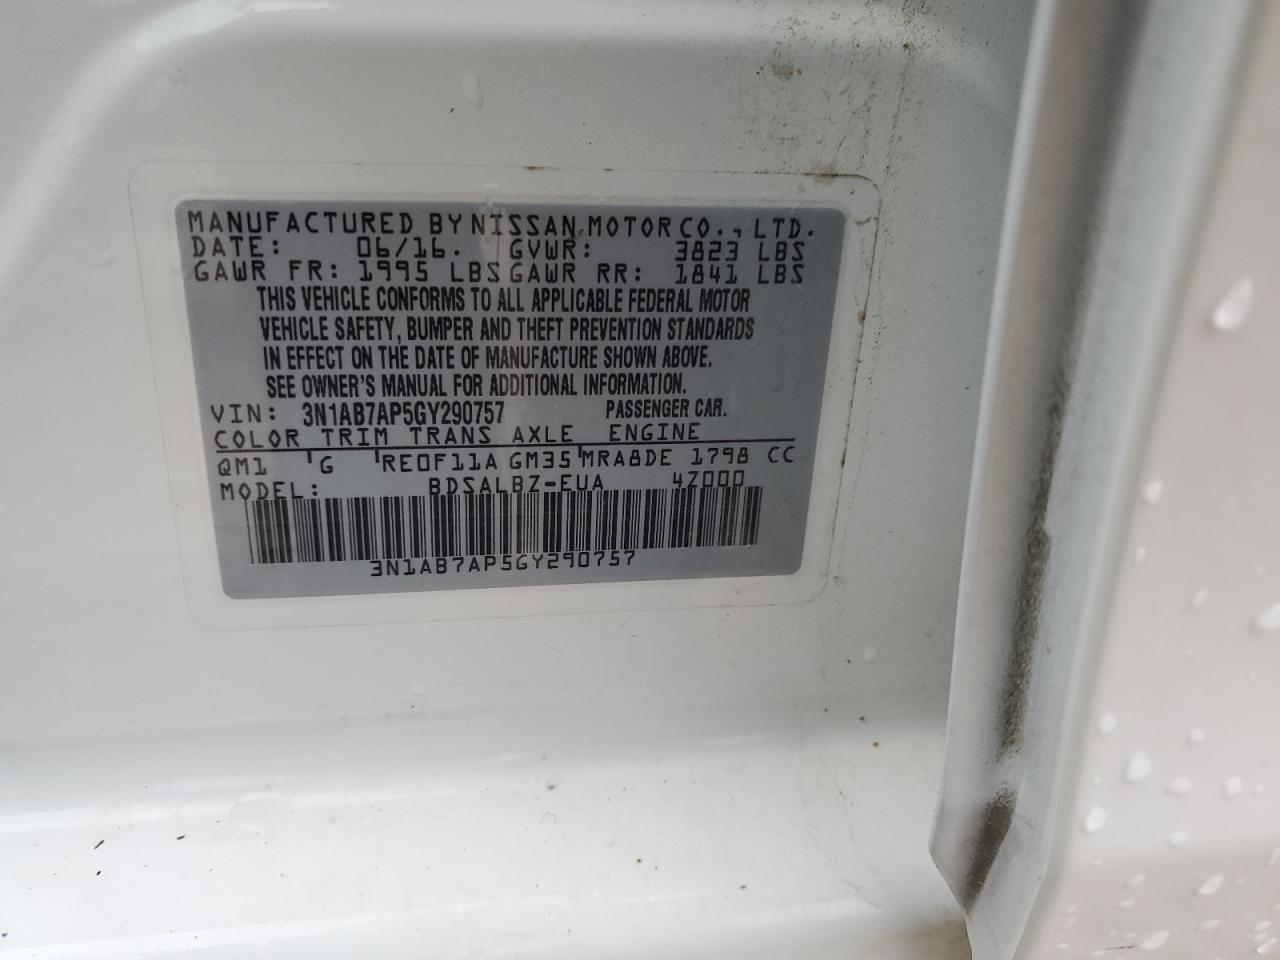 MANUFACTURED BY NISSAN MOTOR CO., LTD.
DATE: 06/16. GVWR: 3823 LBS
GAWR FR: 1995 LBS GAWR RR: 1841 LBS
THIS VEHICLE CONFORMS TO ALL APPLICABLE FEDERAL MOTOR
VEHICLE SAFETY, BUMPER AND THEFT PREVENTION STANDARDS
IN EFFECT ON THE DATE OF MANUFACTURE SHOWN ABOVE.
SEE OWNER'S MANUAL FOR ADDITIONAL INFORMATION.
VIN: 3N1AB7AP5GY290757 PASSENGER CAR.
COLOR TRIM TRANS AXLE ENGINE
QM1 G RE0F11A GM35 MRA8DE 1798 CC
MODEL: BDSALBZ-EUA 4Z000
3N1AB7AP5GY290757